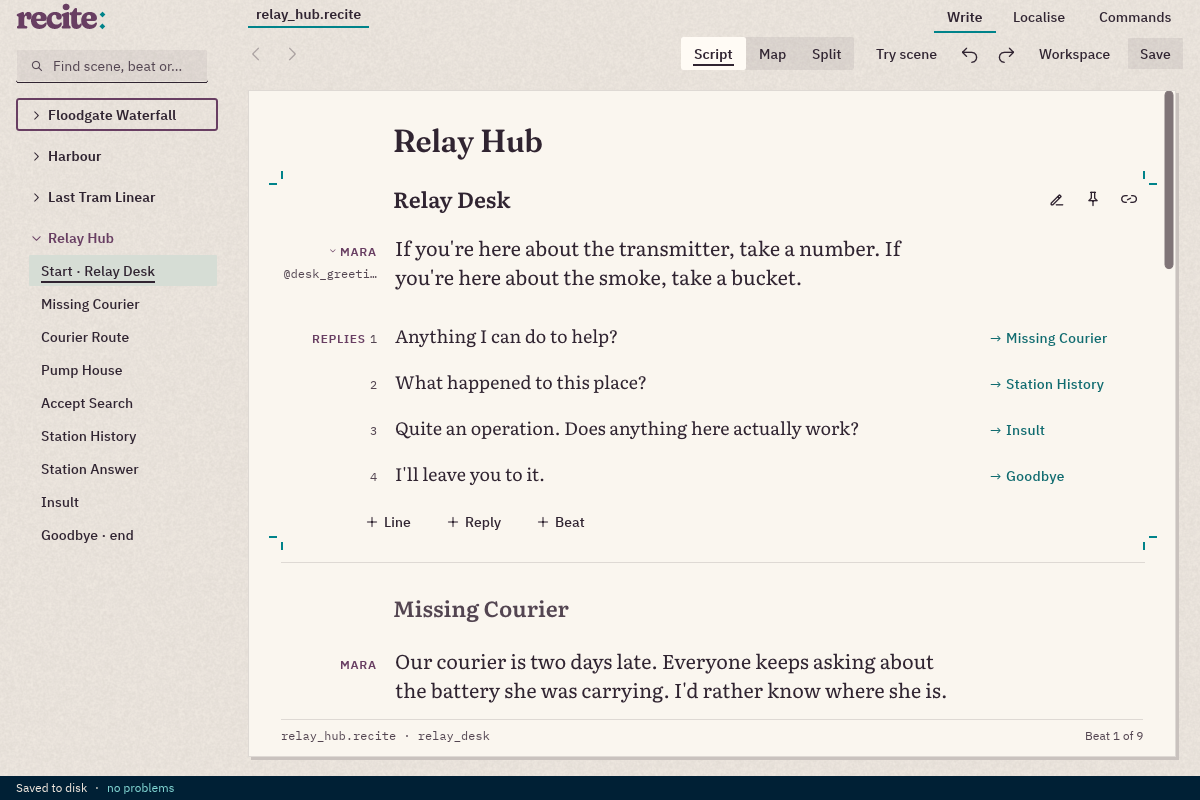 recite:
relay_hub.recite
Write Localise Commands
Find scene, beat or...
Script Map Split Try scene Workspace Save
Floodgate Waterfall
Harbour
Last Tram Linear
Relay Hub
Start · Relay Desk
Missing Courier
Courier Route
Pump House
Accept Search
Station History
Station Answer
Insult
Goodbye · end
Relay Hub
Relay Desk
MARA If you're here about the transmitter, take a number. If
@desk_greeti… you're here about the smoke, take a bucket.
REPLIES 1 Anything I can do to help? → Missing Courier
2 What happened to this place? → Station History
3 Quite an operation. Does anything here actually work? → Insult
4 I'll leave you to it. → Goodbye
+ Line + Reply + Beat
Missing Courier
MARA Our courier is two days late. Everyone keeps asking about
the battery she was carrying. I'd rather know where she is.
relay_hub.recite · relay_desk Beat 1 of 9
Saved to disk · no problems